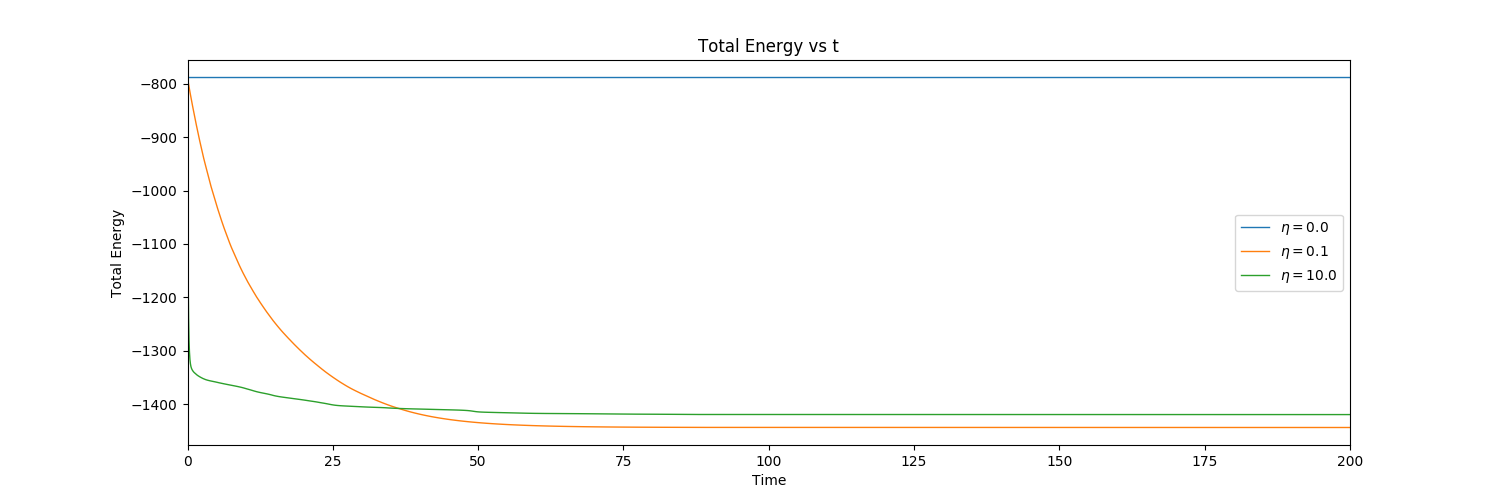 Total Energy vs t
Total Energy
−800
−900
−1000
−1100
−1200
−1300
−1400
η = 0.0
η = 0.1
η = 10.0
0 25 50 75 100 125 150 175 200
Time